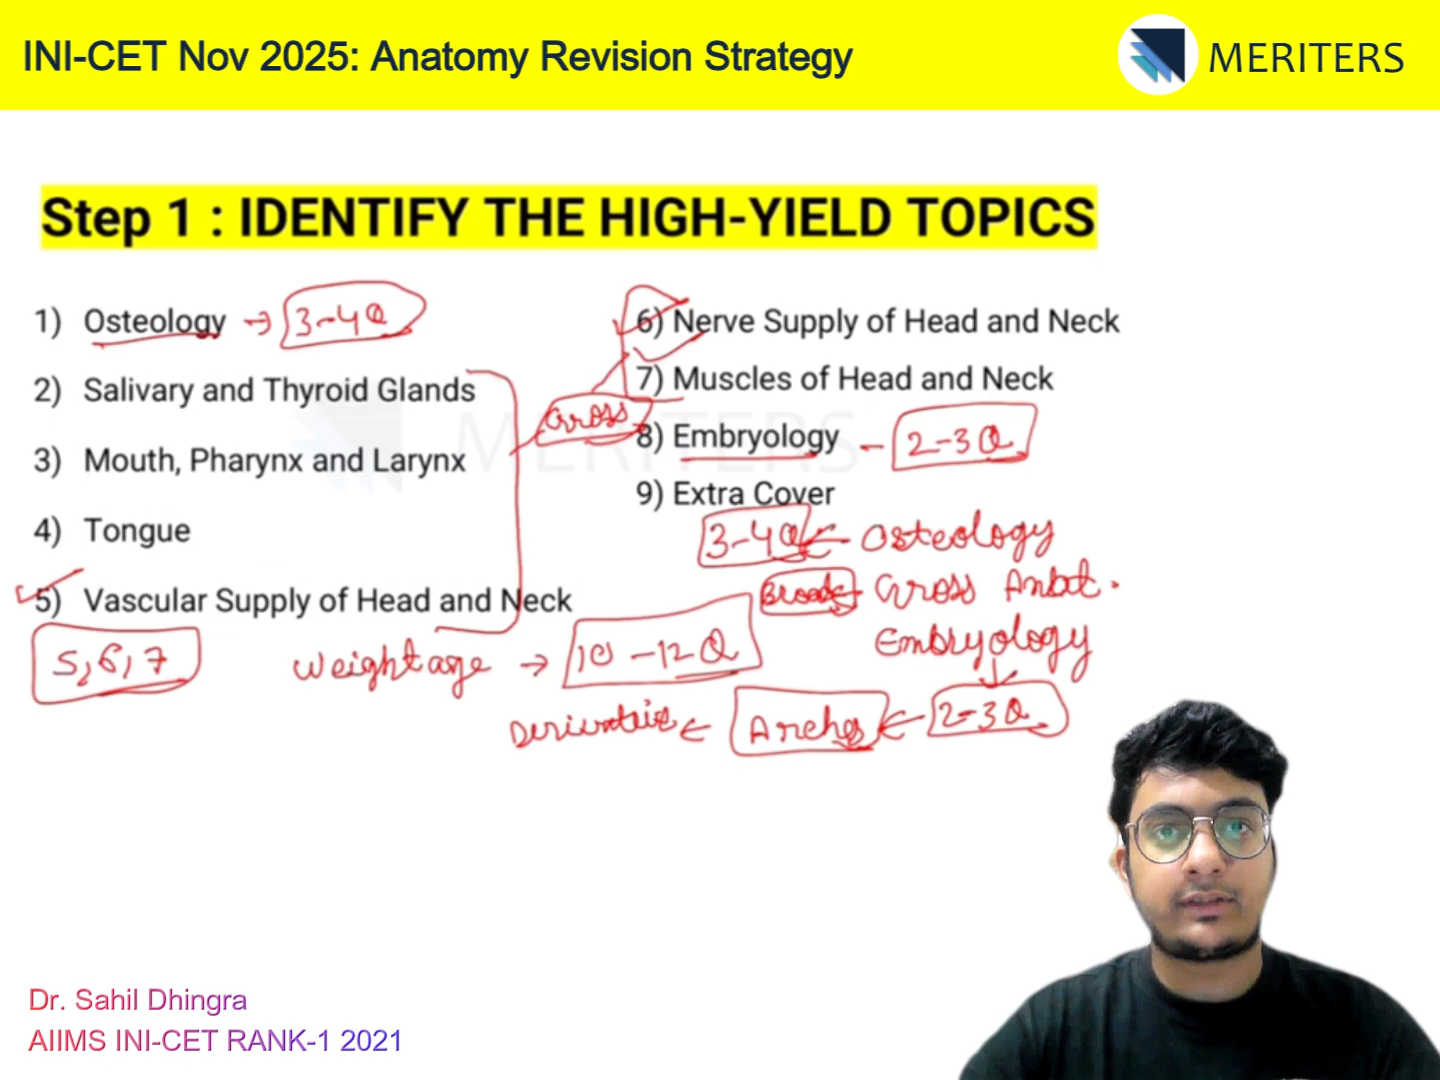 INI-CET Nov 2025: Anatomy Revision Strategy
MERITERS
Step 1 : IDENTIFY THE HIGH-YIELD TOPICS
1) Osteology → 3-4Q
2) Salivary and Thyroid Glands
3) Mouth, Pharynx and Larynx
4) Tongue
5) Vascular Supply of Head and Neck
5, 6, 7
Gross
6) Nerve Supply of Head and Neck
7) Muscles of Head and Neck
8) Embryology - 2-3Q
9) Extra Cover
3-4Q ← Osteology
Gross Anat.
Embryology
Weightage → 10-12Q
← Arches ← 2-3Q
MERITERS
Dr. Sahil Dhingra
AIIMS INI-CET RANK-1 2021